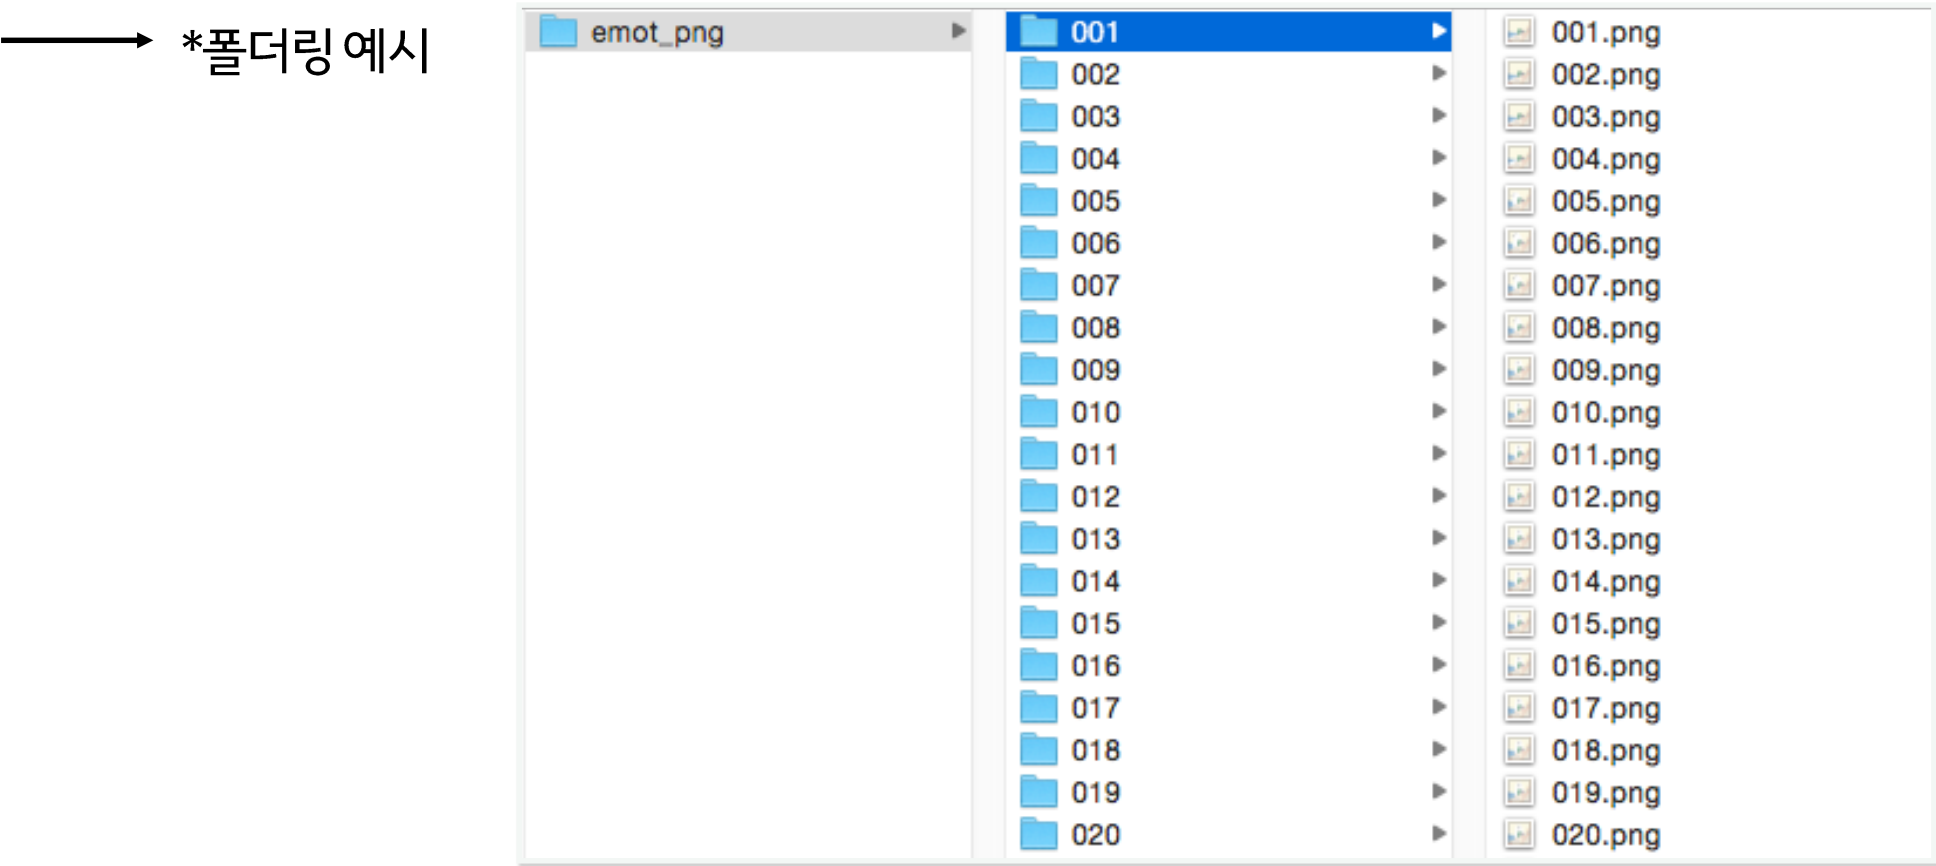 *폴더링 예시
emot_png
001
002
003
004
005
006
007
008
009
010
011
012
013
014
015
016
017
018
019
020
001.png
002.png
003.png
004.png
005.png
006.png
007.png
008.png
009.png
010.png
011.png
012.png
013.png
014.png
015.png
016.png
017.png
018.png
019.png
020.png